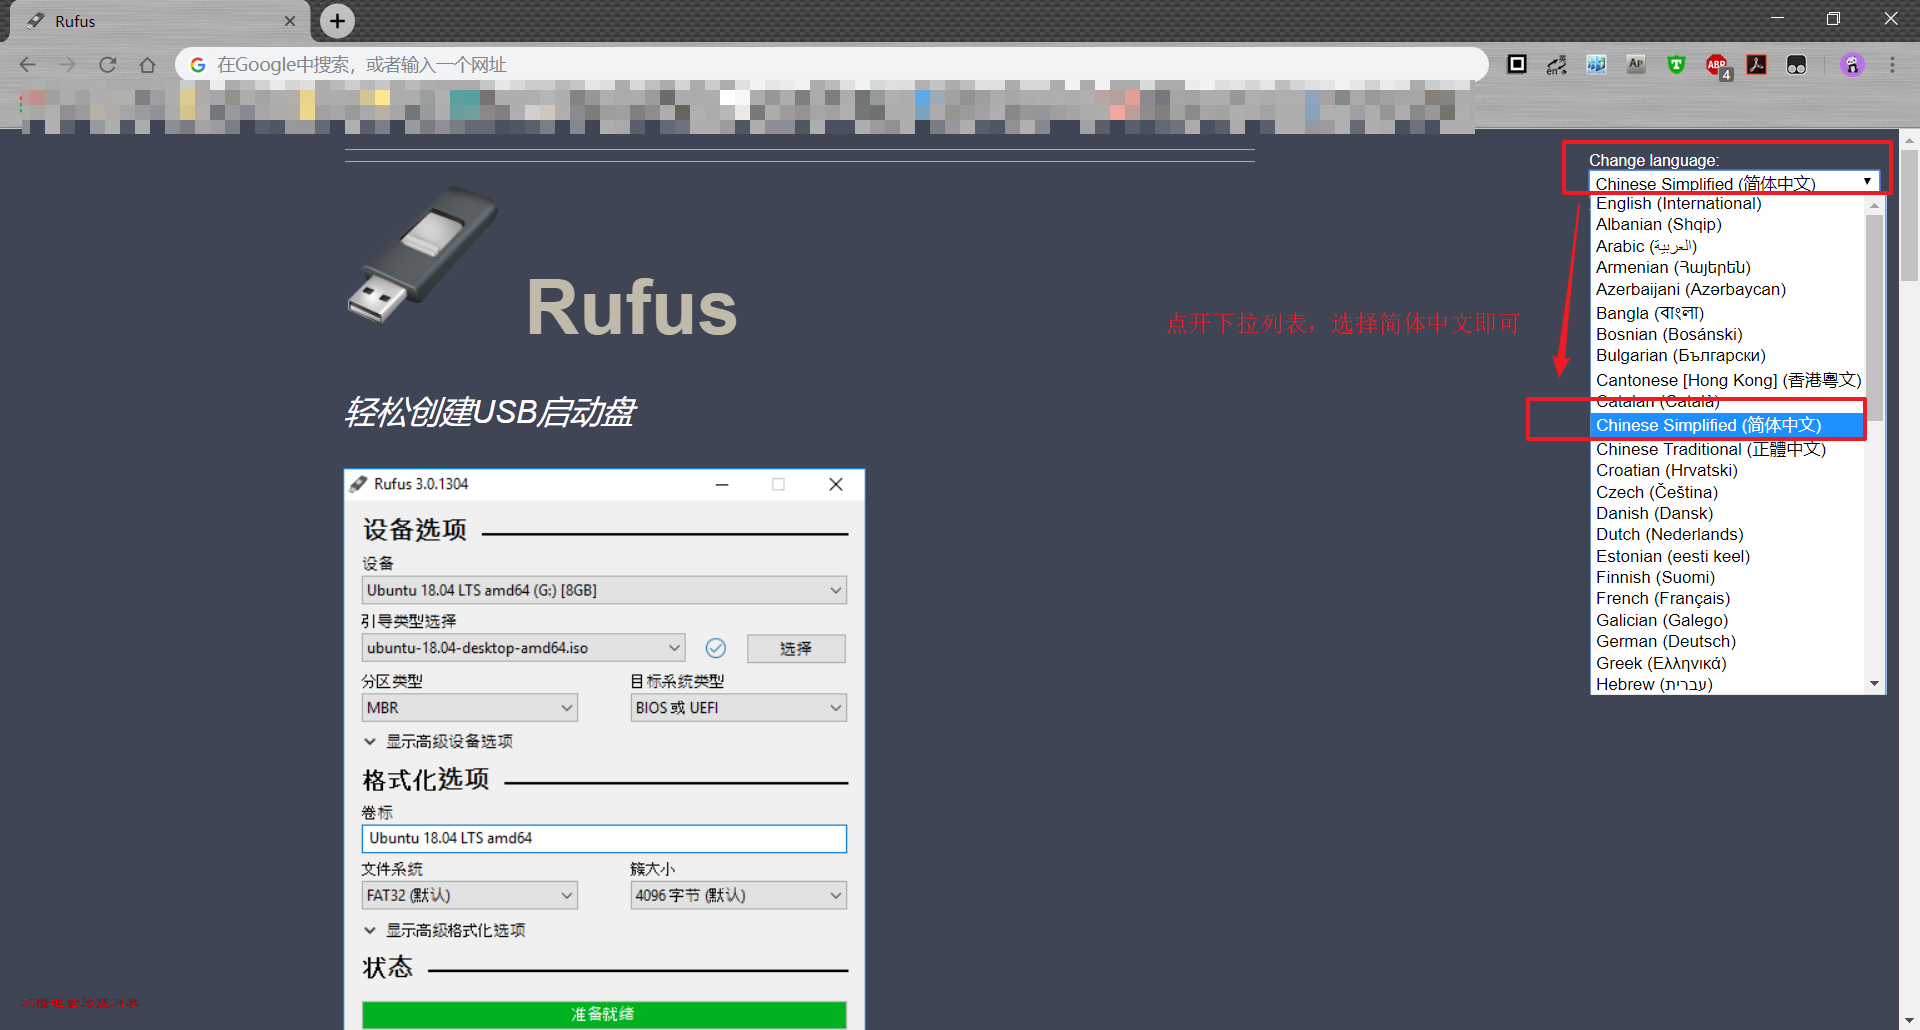 Rufus
在Google中搜索，或者输入一个网址
英
en
AP
T
ABP
4
Change language:
Chinese Simplified (简体中文)
English (International)
Albanian (Shqip)
Arabic (العربية)
Armenian (Հայերեն)
Azerbaijani (Azərbaycan)
Bangla (বাংলা)
Bosnian (Bosánski)
Bulgarian (Български)
Cantonese [Hong Kong] (香港粵文)
Catalan (Català)
Chinese Simplified (简体中文)
Chinese Traditional (正體中文)
Croatian (Hrvatski)
Czech (Čeština)
Danish (Dansk)
Dutch (Nederlands)
Estonian (eesti keel)
Finnish (Suomi)
French (Français)
Galician (Galego)
German (Deutsch)
Greek (Ελληνικά)
Hebrew (עברית)
点开下拉列表，选择简体中文即可
Rufus
轻松创建USB启动盘
Rufus 3.0.1304
设备选项
设备
Ubuntu 18.04 LTS amd64 (G:) [8GB]
引导类型选择
ubuntu-18.04-desktop-amd64.iso
选择
分区类型
目标系统类型
MBR
BIOS 或 UEFI
显示高级设备选项
格式化选项
卷标
Ubuntu 18.04 LTS amd64
文件系统
簇大小
FAT32 (默认)
4096 字节 (默认)
显示高级格式化选项
状态
准备就绪